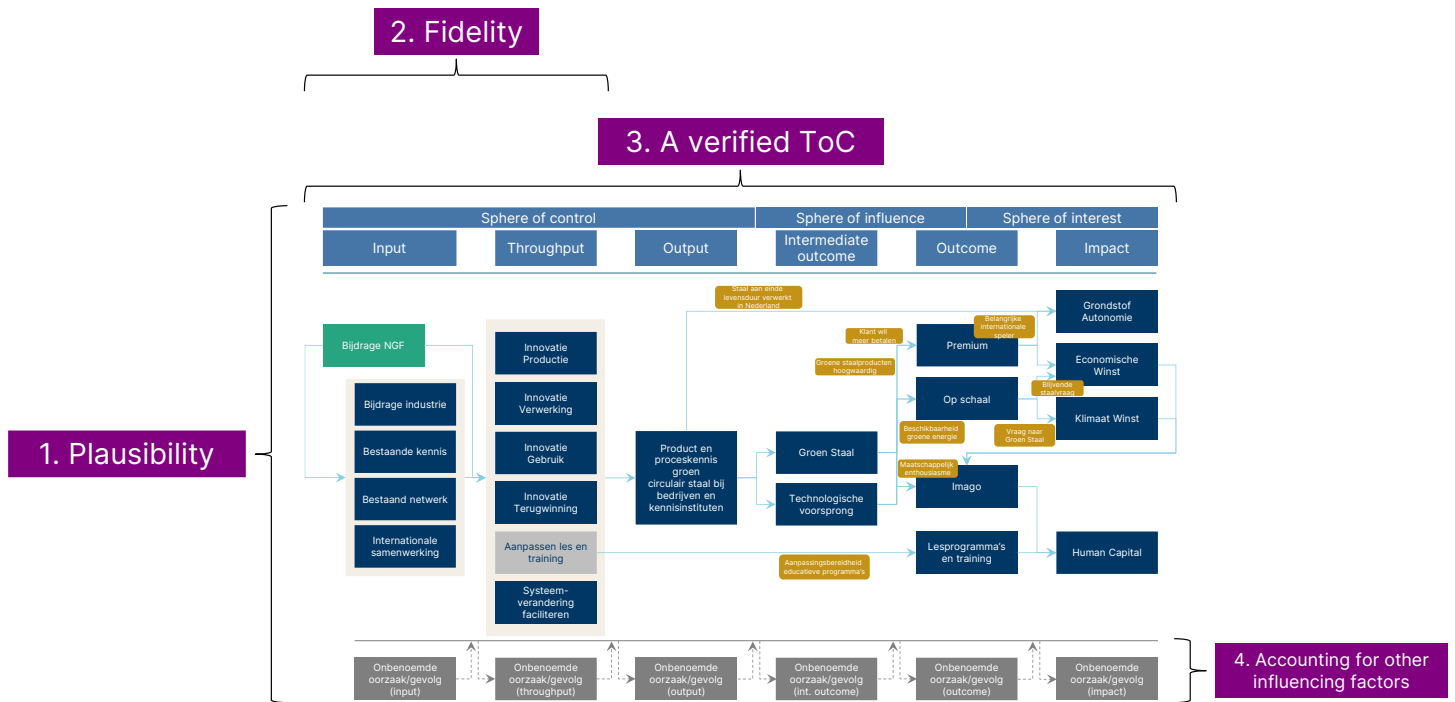 2. Fidelity
3. A verified ToC
1. Plausibility
Sphere of control
Sphere of influence
Sphere of interest
Input
Throughput
Output
Intermediate
outcome
Outcome
Impact
Staal aan einde
levensduur verwerkt
in Nederland
Bijdrage NGF
Bijdrage industrie
Bestaande kennis
Bestaand netwerk
Internationale
samenwerking
Innovatie
Productie
Innovatie
Verwerking
Innovatie
Gebruik
Innovatie
Terugwinning
Aanpassen les en
training
Systeem-
verandering
faciliteren
Product en
proceskennis
groen
circulair staal bij
bedrijven en
kennisinstituten
Groen Staal
Technologische
voorsprong
Klant wil
meer betalen
Groene staalproducten
hoogwaardig
Beschikbaarheid
groene energie
Maatschappelijk
enthousiasme
Aanpassingsbereidheid
educatieve programma's
Premium
Op schaal
Imago
Lesprogramma's
en training
Belangrijke
internationale
speler
Blijvende
staalvraag
Vraag naar
Groen Staal
Grondstof
Autonomie
Economische
Winst
Klimaat Winst
Human Capital
Onbenoemde
oorzaak/gevolg
(input)
Onbenoemde
oorzaak/gevolg
(throughput)
Onbenoemde
oorzaak/gevolg
(output)
Onbenoemde
oorzaak/gevolg
(int. outcome)
Onbenoemde
oorzaak/gevolg
(outcome)
Onbenoemde
oorzaak/gevolg
(impact)
4. Accounting for other
influencing factors